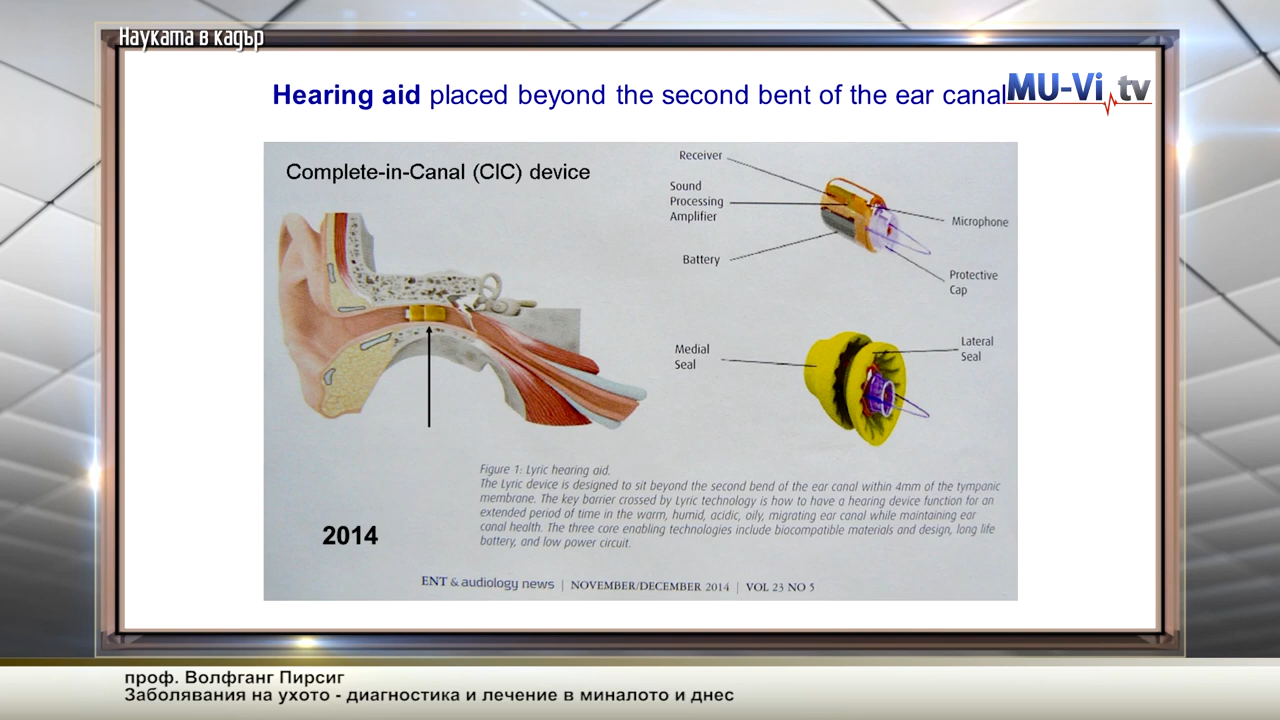 Науката в кадър
Hearing aid placed beyond the second bent of the ear canal
MU-Vi.tv
Complete-in-Canal (CIC) device
Receiver
Sound
Processing
Amplifier
Battery
Microphone
Protective
Cap
Medial
Seal
Lateral
Seal
Figure 1: Lyric hearing aid.
The Lyric device is designed to sit beyond the second bend of the ear canal within 4mm of the tympanic
membrane. The key barrier crossed by Lyric technology is how to have a hearing device function for an
extended period of time in the warm, humid, acidic, oily, migrating ear canal while maintaining ear
canal health. The three core enabling technologies include biocompatible materials and design, long life
battery, and low power circuit.
2014
ENT & audiology news | NOVEMBER/DECEMBER 2014 | VOL 23 NO 5
проф. Волфганг Пирсиг
Заболявания на ухото - диагностика и лечение в миналото и днес